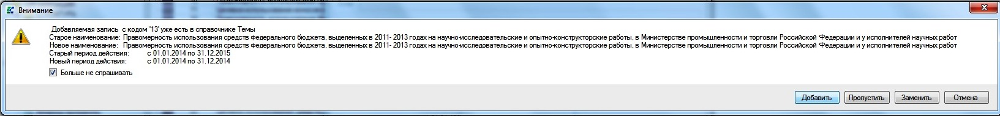 Внимание
Добавляемая запись с кодом '13' уже есть в справочнике Темы
Старое наименование: Правомерность использования средств федерального бюджета, выделенных в 2011- 2013 годах на научно-исследовательские и опытно-конструкторские работы, в Министерстве промышленности и торговли Российской Федерации и у исполнителей научных работ
Новое наименование: Правомерность использования средств федерального бюджета, выделенных в 2011- 2013 годах на научно-исследовательские и опытно-конструкторские работы, в Министерстве промышленности и торговли Российской Федерации и у исполнителей научных работ
Старый период действия: с 01.01.2014 по 31.12.2015
Новый период действия: с 01.01.2014 по 31.12.2014
Больше не спрашивать
Добавить Пропустить Заменить Отмена